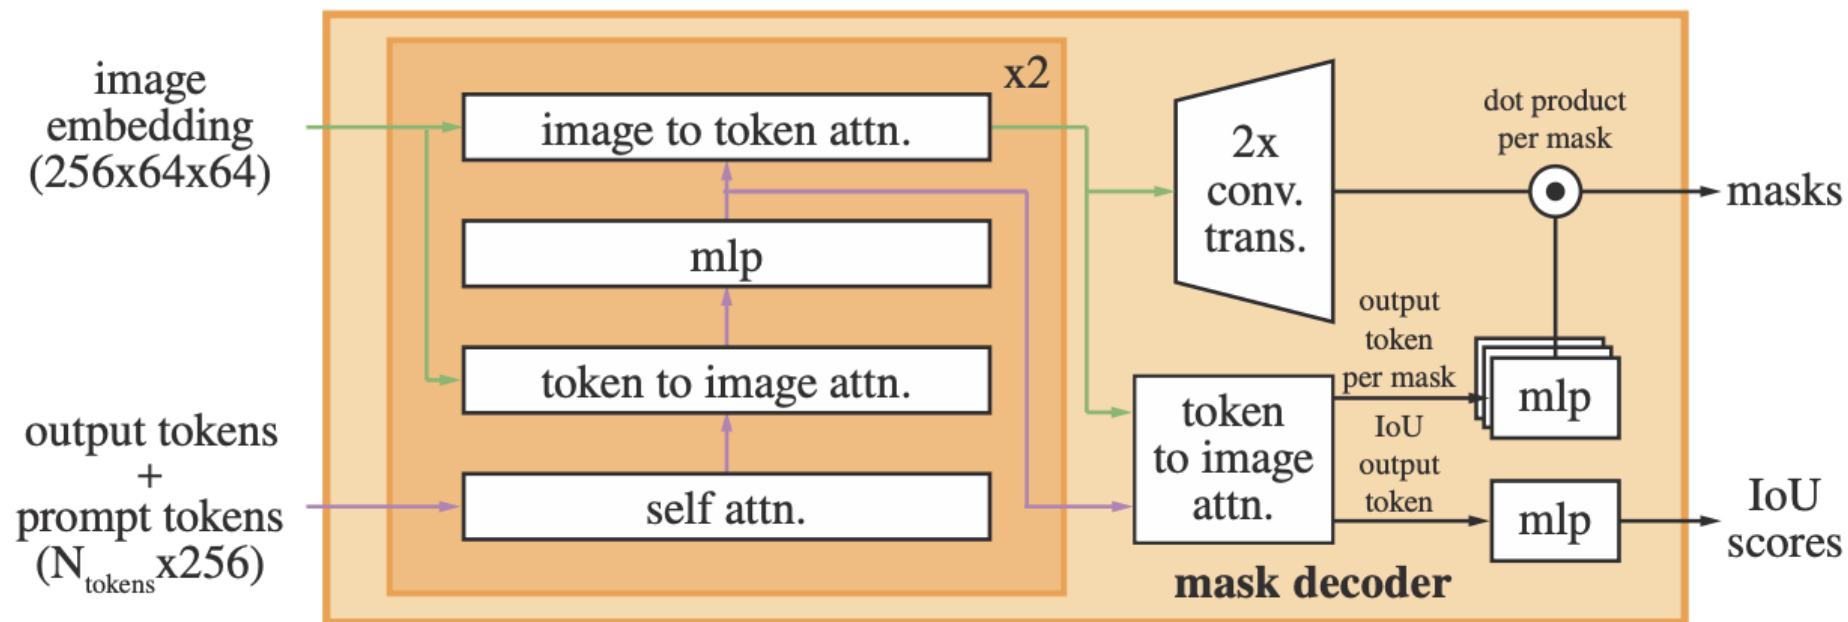 image
embedding
(256x64x64)
output tokens
+
prompt tokens
(Ntokensx256)
x2
image to token attn.
mlp
token to image attn.
self attn.
2x
conv.
trans.
dot product
per mask
masks
output
token
per mask
mlp
token
to image
attn.
IoU
output
token
mlp
IoU
scores
mask decoder